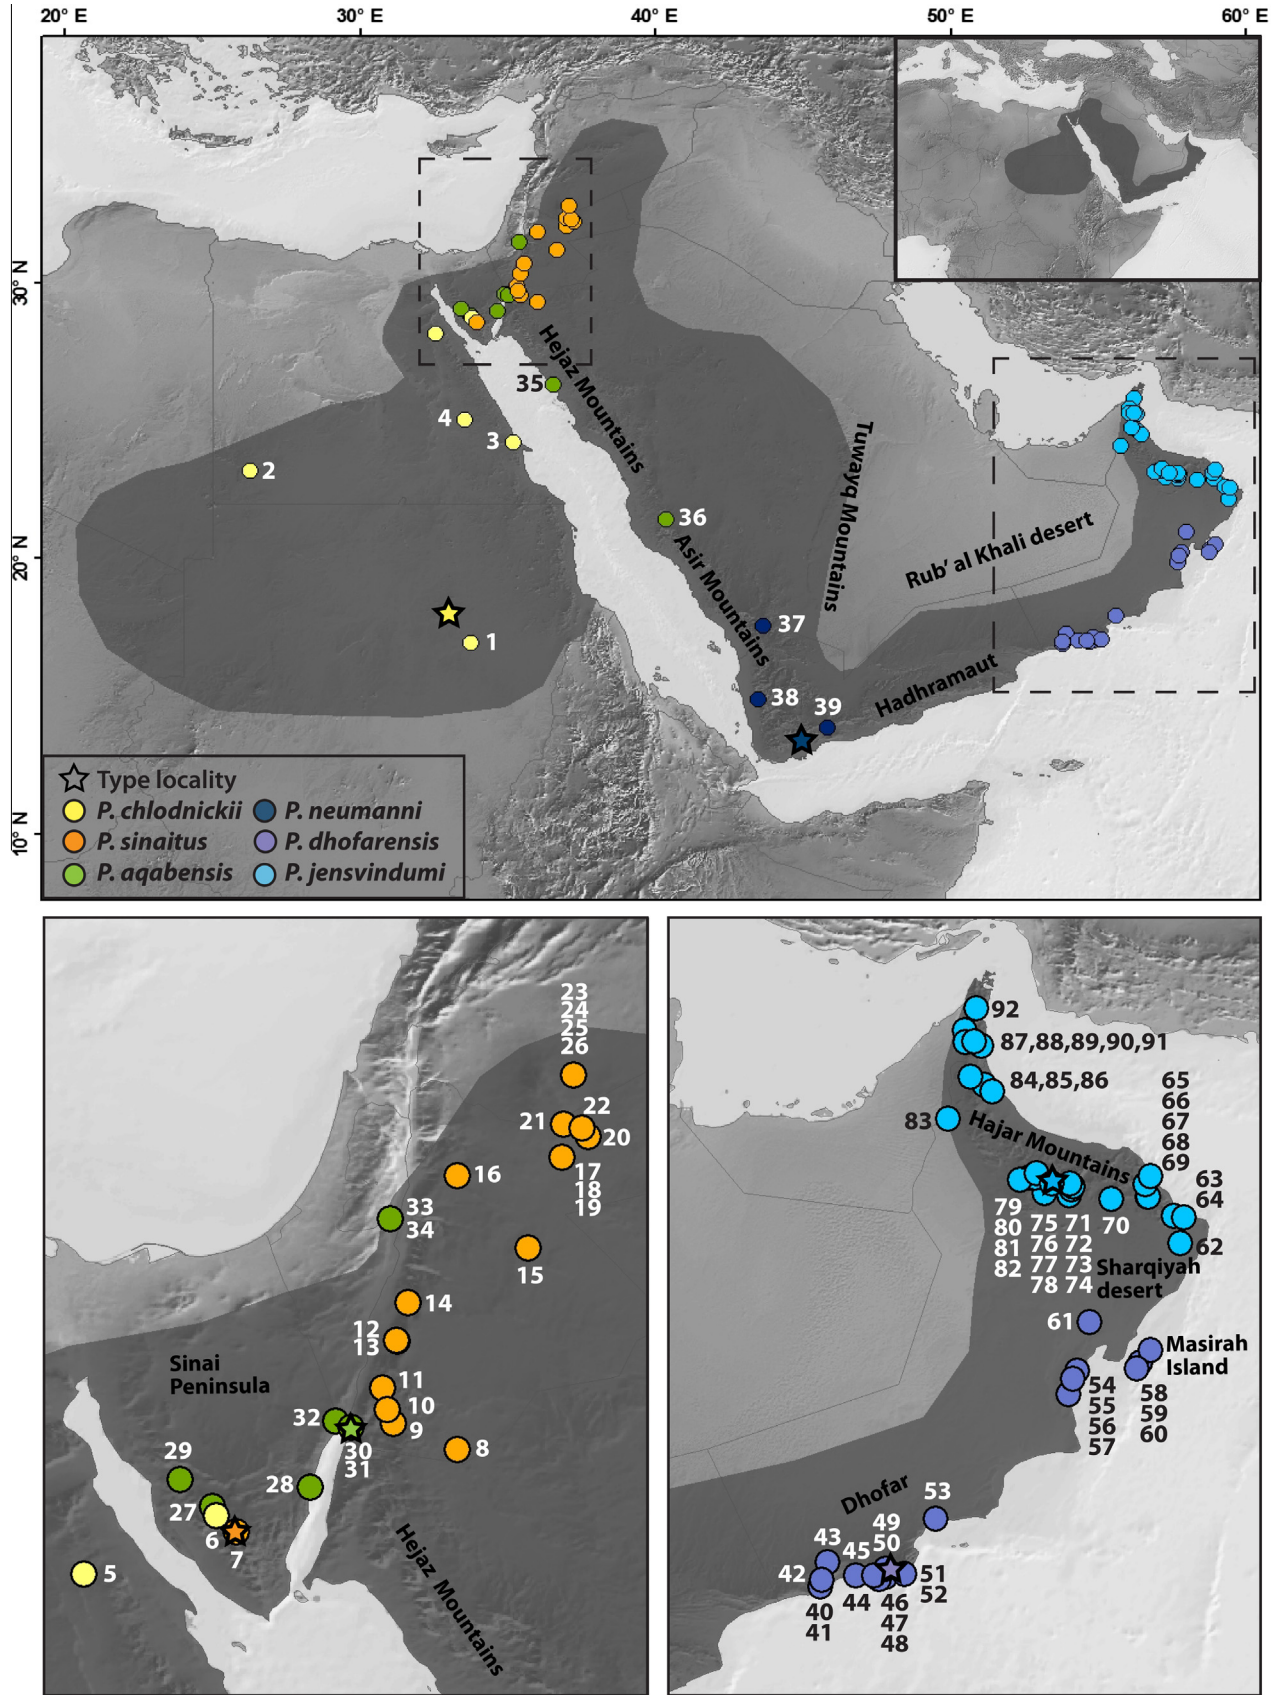 20° E
30° E
40° E
50° E
60° E
30° N
20° N
10° N
Hejaz Mountains
35
4
3
2
36
Asir Mountains
Tuwayq Mountains
Rub' al Khali desert
1
37
38
39
Hadhramaut
Type locality
P. chlodnickii
P. neumanni
P. sinaitus
P. dhofarensis
P. aqabensis
P. jensvindumi
23
24
25
26
21
22
20
16
17
18
19
33
34
15
14
12
13
Sinai
Peninsula
11
10
32
9
30
31
8
29
28
27
6
7
5
Hejaz Mountains
92
87,88,89,90,91
84,85,86
65
66
67
68
69
83
Hajar Mountains
63
64
79
80
81
82
75
76
77
78
71
72
73
74
70
62
Sharqiyah
desert
61
Masirah
Island
54
55
56
57
58
59
60
Dhofar
53
49
50
43
45
42
51
52
44
46
47
48
40
41